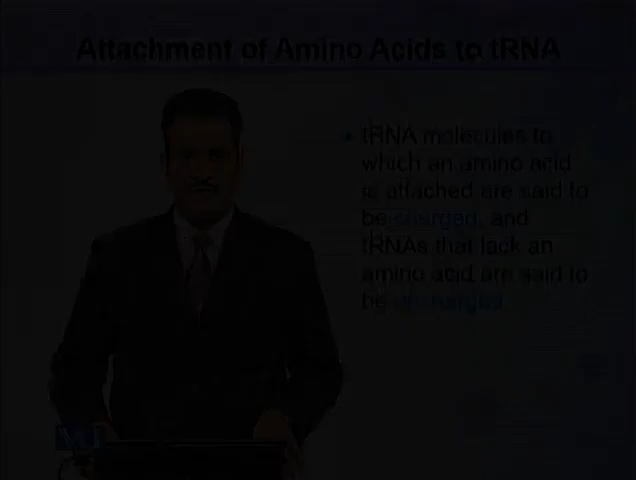 Attachment of Amino Acids to tRNA
• tRNA molecules to
which an amino acid
is attached are said to
be charged, and
tRNAs that lack an
amino acid are said to
be uncharged
VU